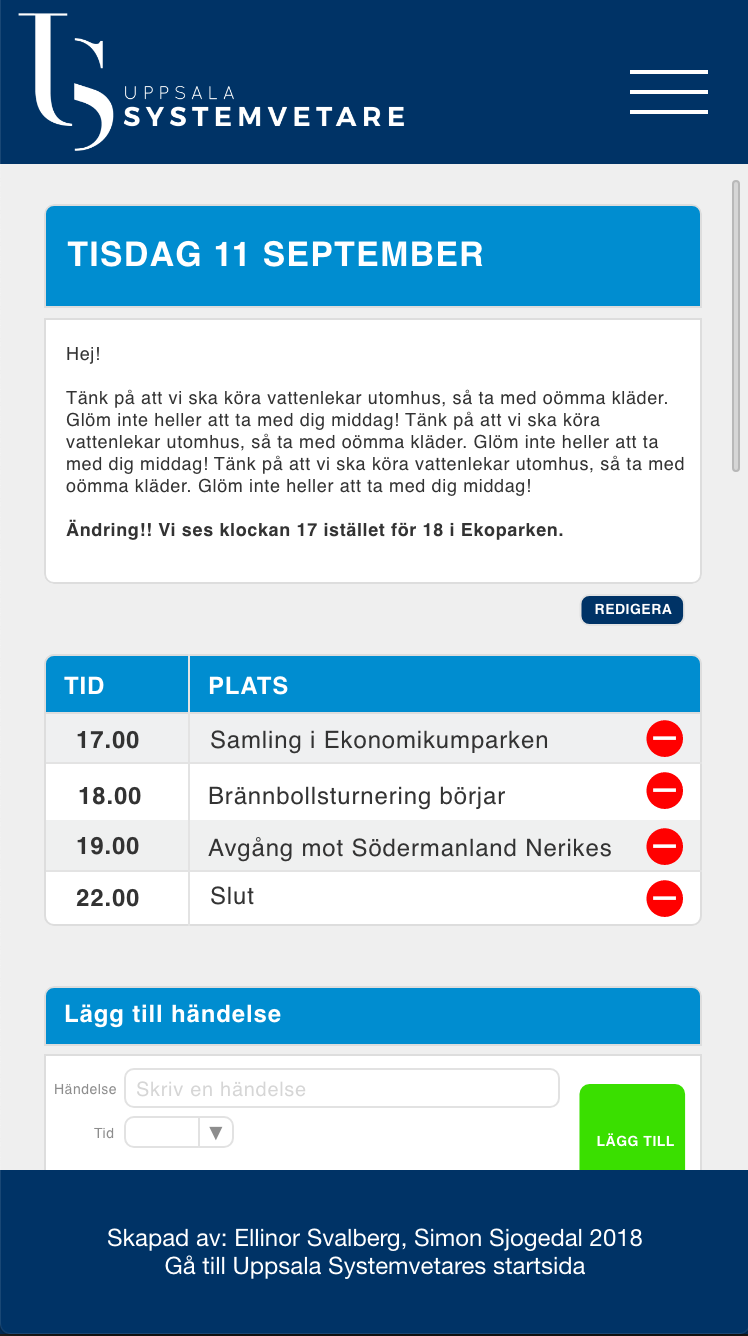 UPPSALA
SYSTEMVETARE
TISDAG 11 SEPTEMBER
Hej!
Tänk på att vi ska köra vattenlekar utomhus, så ta med oömma kläder.
Glöm inte heller att ta med dig middag! Tänk på att vi ska köra
vattenlekar utomhus, så ta med oömma kläder. Glöm inte heller att ta
med dig middag! Tänk på att vi ska köra vattenlekar utomhus, så ta med
oömma kläder. Glöm inte heller att ta med dig middag!
Ändring!! Vi ses klockan 17 istället för 18 i Ekoparken.
REDIGERA
TID PLATS
17.00 Samling i Ekonomikumparken
18.00 Brännbollsturnering börjar
19.00 Avgång mot Södermanland Nerikes
22.00 Slut
Lägg till händelse
Händelse Skriv en händelse
Tid
LÄGG TILL
Skapad av: Ellinor Svalberg, Simon Sjogedal 2018
Gå till Uppsala Systemvetares startsida